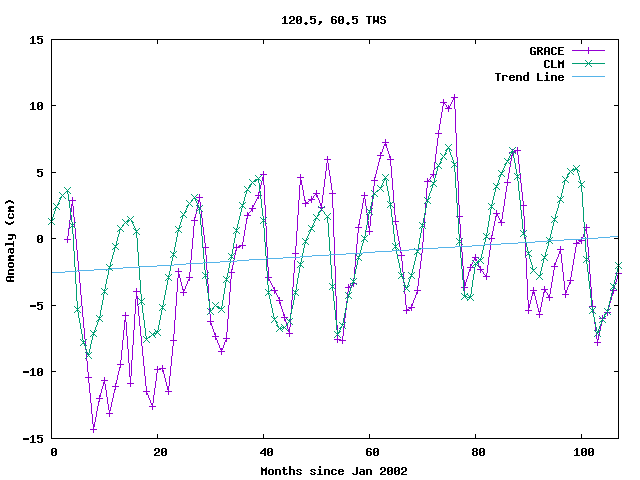 120.5, 60.5 TWS
GRACE
CLM
Trend Line
15
10
5
0
-5
-10
-15
Anomaly (cm)
0 20 40 60 80 100
Months since Jan 2002